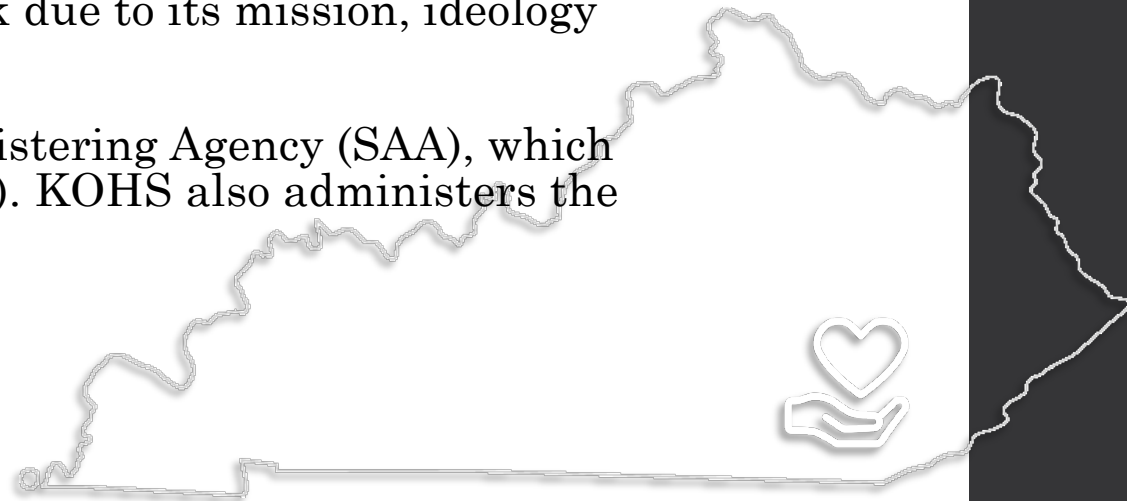 due to its mission, ideology
istering Agency (SAA), which
). KOHS also administers the